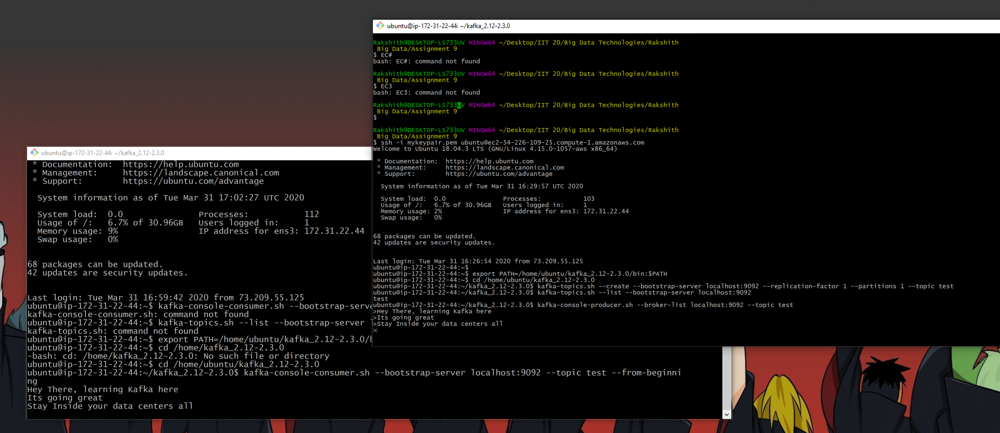 ubuntu@ip-172-31-22-44: ~/kafka_2.12-2.3.0
Rakshith@DESKTOP-LS733UV MINGW64 ~/Desktop/IIT 20/Big Data Technologies/Rakshith
Big Data/Assignment 9
$ EC#
bash: EC#: command not found
Rakshith@DESKTOP-LS733UV MINGW64 ~/Desktop/IIT 20/Big Data Technologies/Rakshith
Big Data/Assignment 9
$ EC3
bash: EC3: command not found
Rakshith@DESKTOP-LS733UV MINGW64 ~/Desktop/IIT 20/Big Data Technologies/Rakshith
Big Data/Assignment 9
$
Rakshith@DESKTOP-LS733UV MINGW64 ~/Desktop/IIT 20/Big Data Technologies/Rakshith
Big Data/Assignment 9
$ ssh -i mykeypair.pem ubuntu@ec2-54-226-109-25.compute-1.amazonaws.com
Welcome to Ubuntu 18.04.3 LTS (GNU/Linux 4.15.0-1057-aws x86_64)
* Documentation:  https://help.ubuntu.com
* Management:     https://landscape.canonical.com
* Support:        https://ubuntu.com/advantage
System information as of Tue Mar 31 16:29:57 UTC 2020
System load:  0.0               Processes:           103
Usage of /:   6.7% of 30.96GB   Users logged in:     1
Memory usage: 2%                IP address for ens3: 172.31.22.44
Swap usage:   0%
68 packages can be updated.
42 updates are security updates.
Last login: Tue Mar 31 16:26:54 2020 from 73.209.55.125
ubuntu@ip-172-31-22-44:~$
ubuntu@ip-172-31-22-44:~$ export PATH=/home/ubuntu/kafka_2.12-2.3.0/bin:$PATH
ubuntu@ip-172-31-22-44:~$ cd /home/ubuntu/kafka_2.12-2.3.0
ubuntu@ip-172-31-22-44:~/kafka_2.12-2.3.0$ kafka-topics.sh --create --bootstrap-server localhost:9092 --replication-factor 1 --partitions 1 --topic test
ubuntu@ip-172-31-22-44:~/kafka_2.12-2.3.0$ kafka-topics.sh --list --bootstrap-server localhost:9092
test
ubuntu@ip-172-31-22-44:~/kafka_2.12-2.3.0$ kafka-console-producer.sh --broker-list localhost:9092 --topic test
>Hey There, learning Kafka here
>Its going great
>Stay Inside your data centers all
>
ubuntu@ip-172-31-22-44: ~/kafka_2.12-2.3.0
* Documentation:  https://help.ubuntu.com
* Management:     https://landscape.canonical.com
* Support:        https://ubuntu.com/advantage
System information as of Tue Mar 31 17:02:27 UTC 2020
System load:  0.0               Processes:           112
Usage of /:   6.7% of 30.96GB   Users logged in:     1
Memory usage: 9%                IP address for ens3: 172.31.22.44
Swap usage:   0%
68 packages can be updated.
42 updates are security updates.
Last login: Tue Mar 31 16:59:42 2020 from 73.209.55.125
ubuntu@ip-172-31-22-44:~$ kafka-console-consumer.sh --bootstrap-serve
kafka-console-consumer.sh: command not found
ubuntu@ip-172-31-22-44:~$ kafka-topics.sh --list --bootstrap-server
kafka-topics.sh: command not found
ubuntu@ip-172-31-22-44:~$ export PATH=/home/ubuntu/kafka_2.12-2.3.0/b
ubuntu@ip-172-31-22-44:~$ cd /home/kafka_2.12-2.3.0
-bash: cd: /home/kafka_2.12-2.3.0: No such file or directory
ubuntu@ip-172-31-22-44:~$ cd /home/ubuntu/kafka_2.12-2.3.0
ubuntu@ip-172-31-22-44:~/kafka_2.12-2.3.0$ kafka-console-consumer.sh --bootstrap-server localhost:9092 --topic test --from-beginni
ng
Hey There, learning Kafka here
Its going great
Stay Inside your data centers all